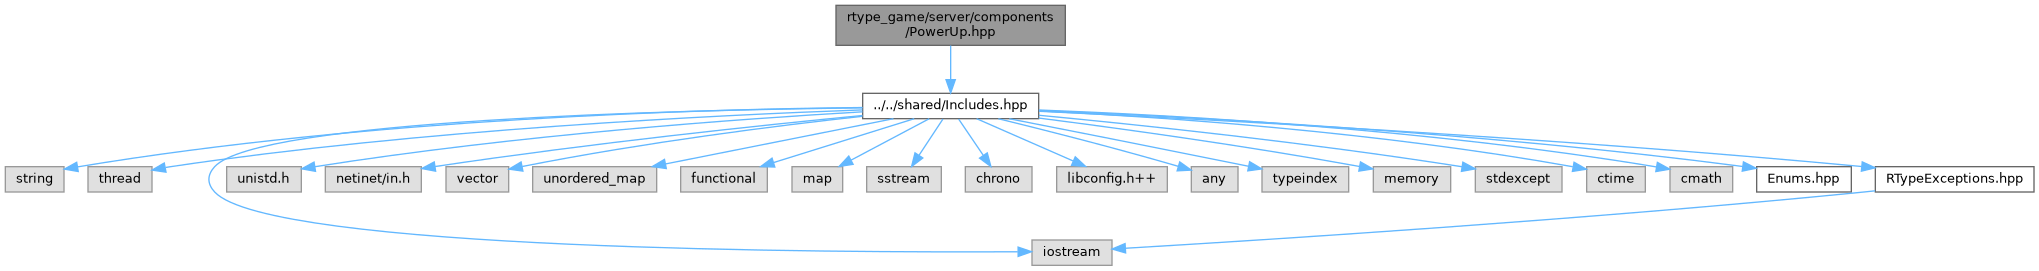 rtype_game/server/components
/PowerUp.hpp
../../shared/Includes.hpp
string
thread
unistd.h
netinet/in.h
vector
unordered_map
functional
map
sstream
chrono
libconfig.h++
any
typeindex
memory
stdexcept
ctime
cmath
Enums.hpp
RTypeExceptions.hpp
iostream